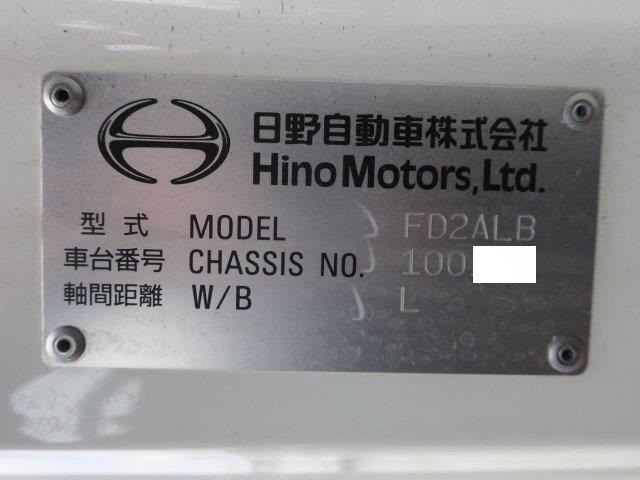 日野自動車株式会社
Hino Motors, Ltd.
型式 MODEL FD2ALB
車台番号 CHASSIS NO. 100
軸間距離 W/B L